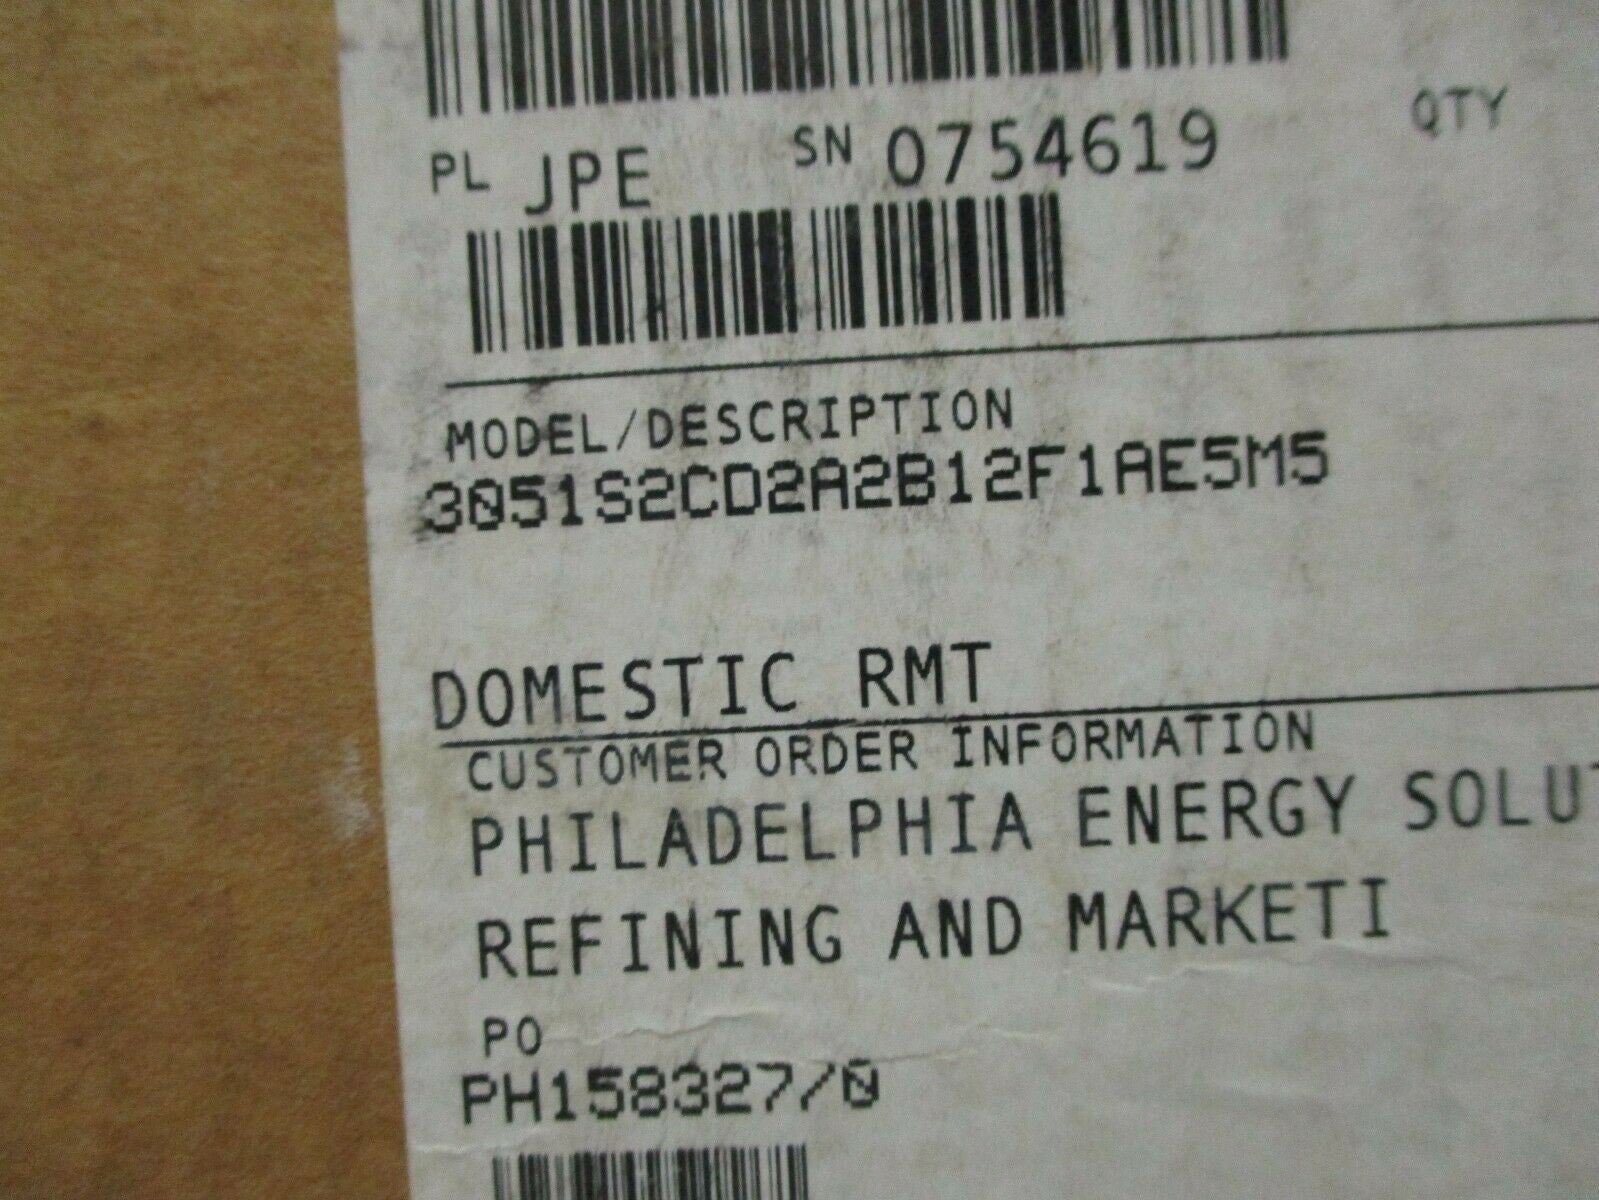 PL JPE SN 0754619 QTY
MODEL/DESCRIPTION
3051S2CD2A2B12F1AE5M5
DOMESTIC RMT
CUSTOMER ORDER INFORMATION
PHILADELPHIA ENERGY SOLUT
REFINING AND MARKETI
PO
PH158327/0